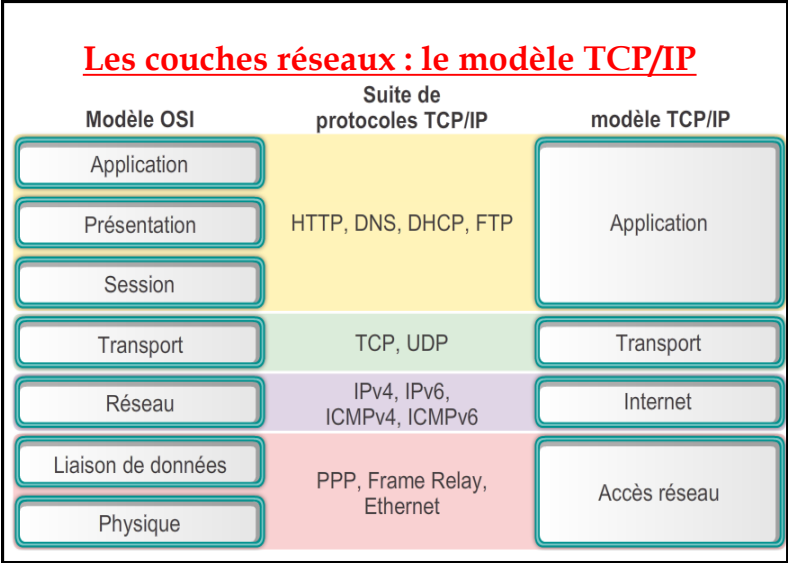 Les couches réseaux : le modèle TCP/IP
Modèle OSI
Suite de
protocoles TCP/IP
modèle TCP/IP
Application
Présentation
HTTP, DNS, DHCP, FTP
Application
Session
Transport
TCP, UDP
Transport
Réseau
IPv4, IPv6,
ICMPv4, ICMPv6
Internet
Liaison de données
PPP, Frame Relay,
Ethernet
Accès réseau
Physique